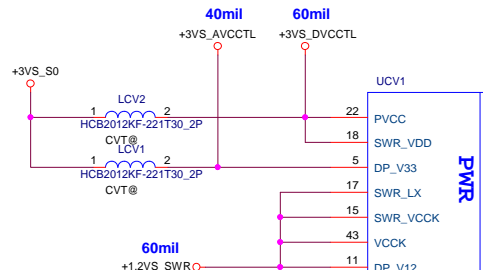 40mil
60mil
+3VS_AVCCTL
+3VS_DVCCTL
+3VS_S0
UCV1
LCV2
1
2
22
PVCC
HCB2012KF-221T30_2P
CVT@
18
SWR_VDD
LCV1
1
2
5
DP_V33
HCB2012KF-221T30_2P
CVT@
17
SWR_LX
PWR
15
SWR_VCCK
43
VCCK
60mil
+1.2VS_SWR
11
DP_V12